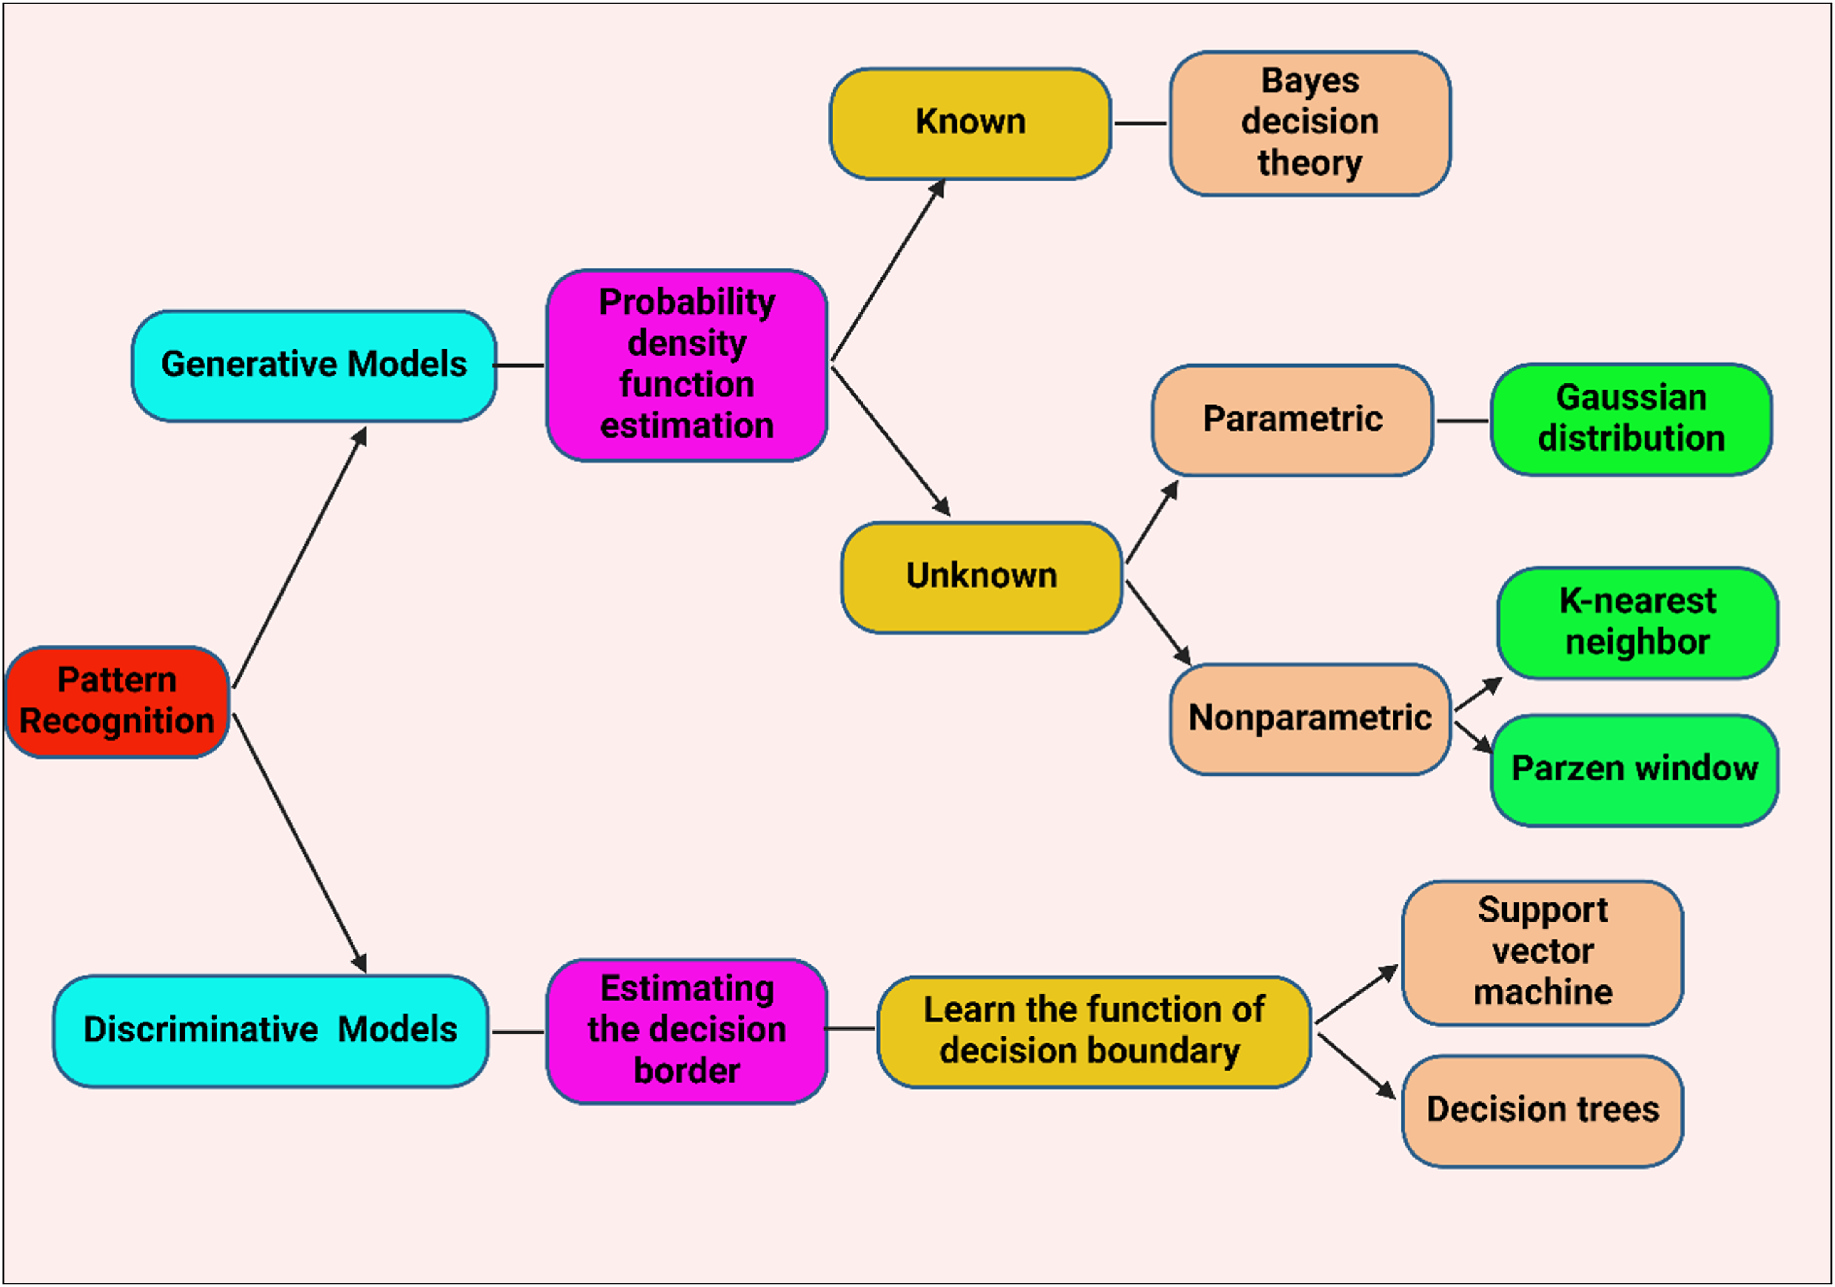 Bayes
decision
theory
Known
Probability
density
function
estimation
Generative Models
Parametric
Gaussian
distribution
Unknown
K-nearest
neighbor
Pattern
Recognition
Nonparametric
Parzen window
Support
vector
machine
Estimating
the decision
border
Learn the function of
decision boundary
Discriminative  Models
Decision trees